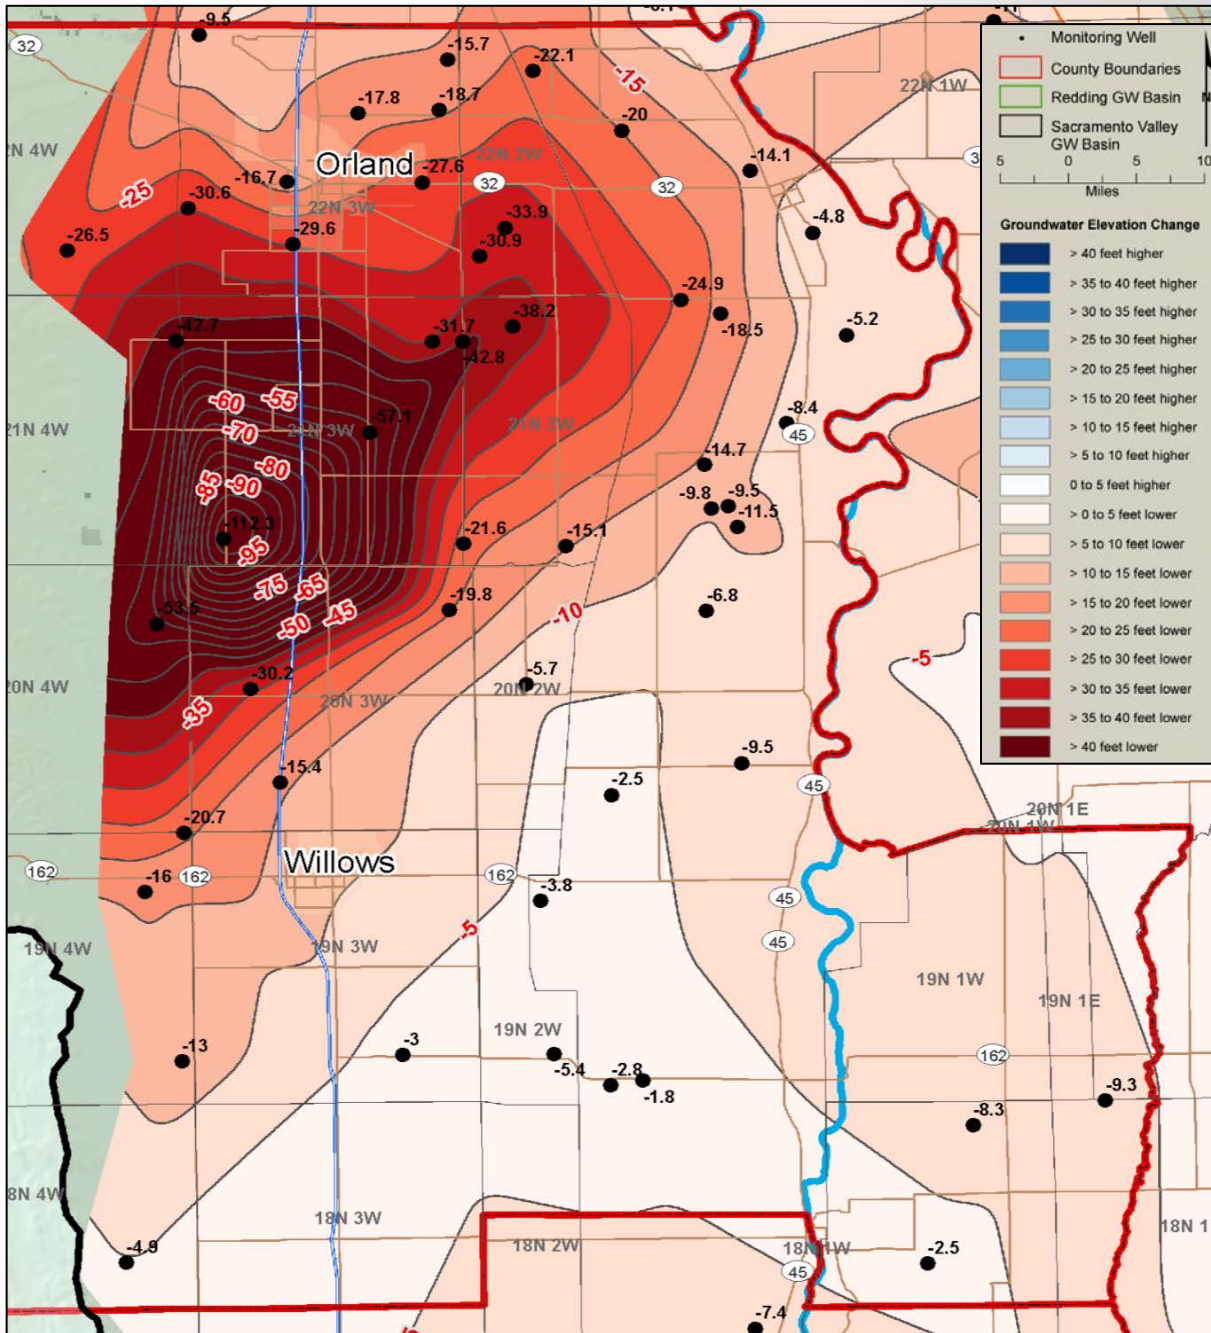 -9.5
-8.1
-11
32
-15.7
-22.1
-15
22N 1W
-17.8
-18.7
-20
2N 4W
Orland
22N 2W
-14.1
-16.7
-27.6
32
32
-25
-30.6
22N 3W
-4.8
-26.5
-29.6
-33.9
-30.9
-24.9
-18.5
-42.7
-31.7
-38.2
-42.8
-5.2
-60
-55
-57.1
21N 4W
-70
21N 3W
21N 2W
-8.4
45
-80
-85
-90
-14.7
-9.8
-9.5
-11.5
-112.3
-95
-21.6
-15.1
-75
-65
-53.5
-50
-45
-19.8
-10
-6.8
-30.2
-5.7
-5
20N 4W
-35
20N 3W
20N 2W
-15.4
-9.5
-2.5
45
-20.7
20N 1E
20N 1W
Willows
162
-16
162
162
-3.8
45
-5
45
19N 4W
19N 3W
19N 1W
19N 1E
-13
-3
19N 2W
-5.4
-2.8
-1.8
162
-8.3
-9.3
8N 4W
18N 3W
18N 2W
18N 1W
18N 1
-4.9
45
-2.5
-7.4
Monitoring Well
County Boundaries
Redding GW Basin
N
Sacramento Valley
GW Basin
5 0 5 10
Miles
Groundwater Elevation Change
> 40 feet higher
> 35 to 40 feet higher
> 30 to 35 feet higher
> 25 to 30 feet higher
> 20 to 25 feet higher
> 15 to 20 feet higher
> 10 to 15 feet higher
> 5 to 10 feet higher
0 to 5 feet higher
> 0 to 5 feet lower
> 5 to 10 feet lower
> 10 to 15 feet lower
> 15 to 20 feet lower
> 20 to 25 feet lower
> 25 to 30 feet lower
> 30 to 35 feet lower
> 35 to 40 feet lower
> 40 feet lower